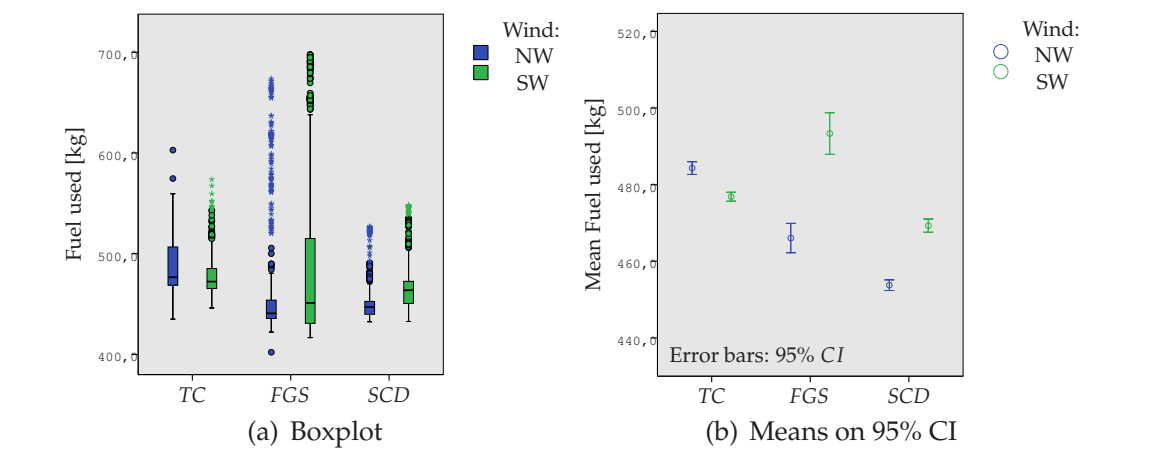 Fuel used [kg]
700,0
600,0
500,0
400,0
TC FGS SCD
Wind:
NW
SW
(a) Boxplot
Mean Fuel used [kg]
520,0
500,0
480,0
460,0
440,0
Error bars: 95% CI
TC FGS SCD
Wind:
NW
SW
(b) Means on 95% CI